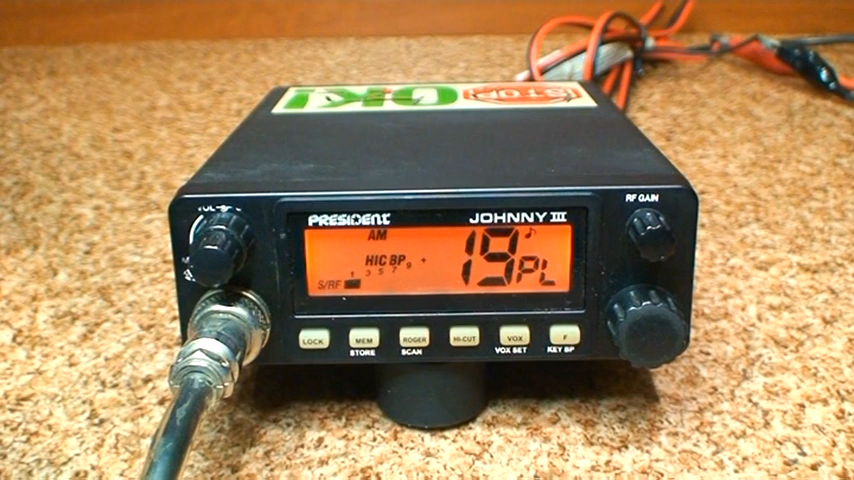 OK!
STOP
RF GAIN
PRESIDENT JOHNNY III
AM
19 PL
HIC BP +
1 3 5 7 9
S/RF
LOCK MEM ROGER HI-CUT VOX F
STORE SCAN VOX SET KEY BP